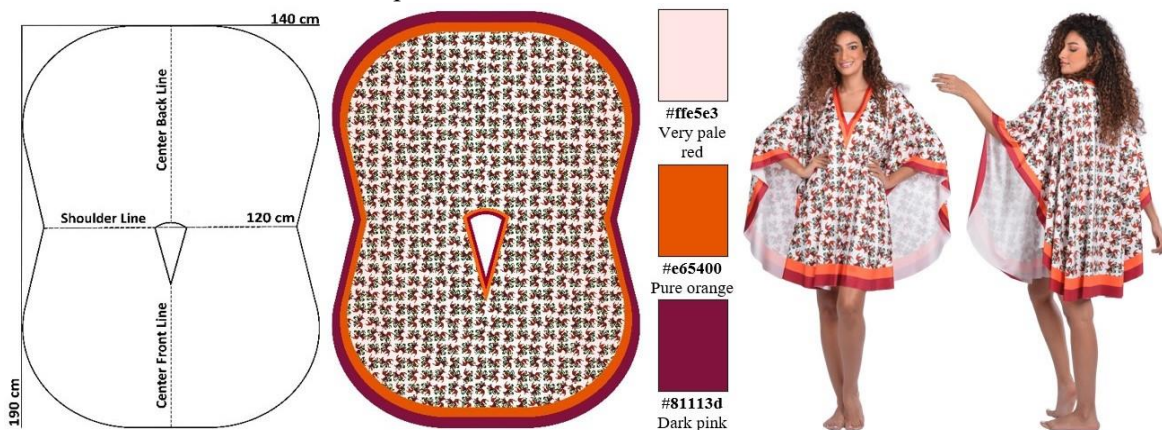 140 cm
Center Back Line
Shoulder Line
120 cm
Center Front Line
190 cm
#ffe5e3
Very pale
red
#e65400
Pure orange
#81113d
Dark pink